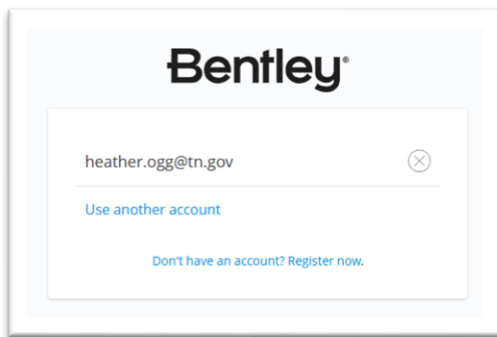 Bentley®
heather.ogg@tn.gov
Use another account
Don't have an account? Register now.